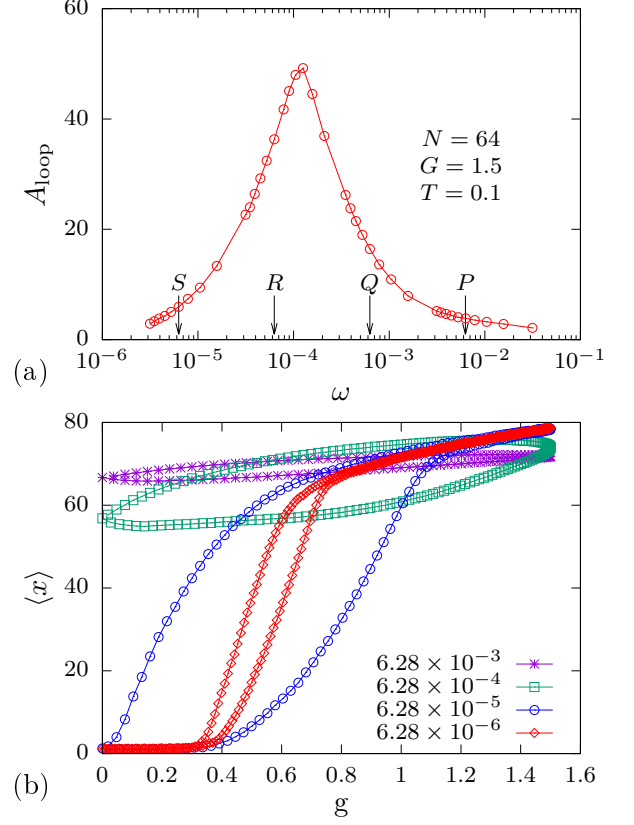 60
40
20
0
A_loop
N = 64
G = 1.5
T = 0.1
S R Q P
10^−6 10^−5 10^−4 10^−3 10^−2 10^−1
(a)
ω
80
60
40
20
0
⟨x⟩
6.28 × 10^−3
6.28 × 10^−4
6.28 × 10^−5
6.28 × 10^−6
0 0.2 0.4 0.6 0.8 1 1.2 1.4 1.6
(b)
g